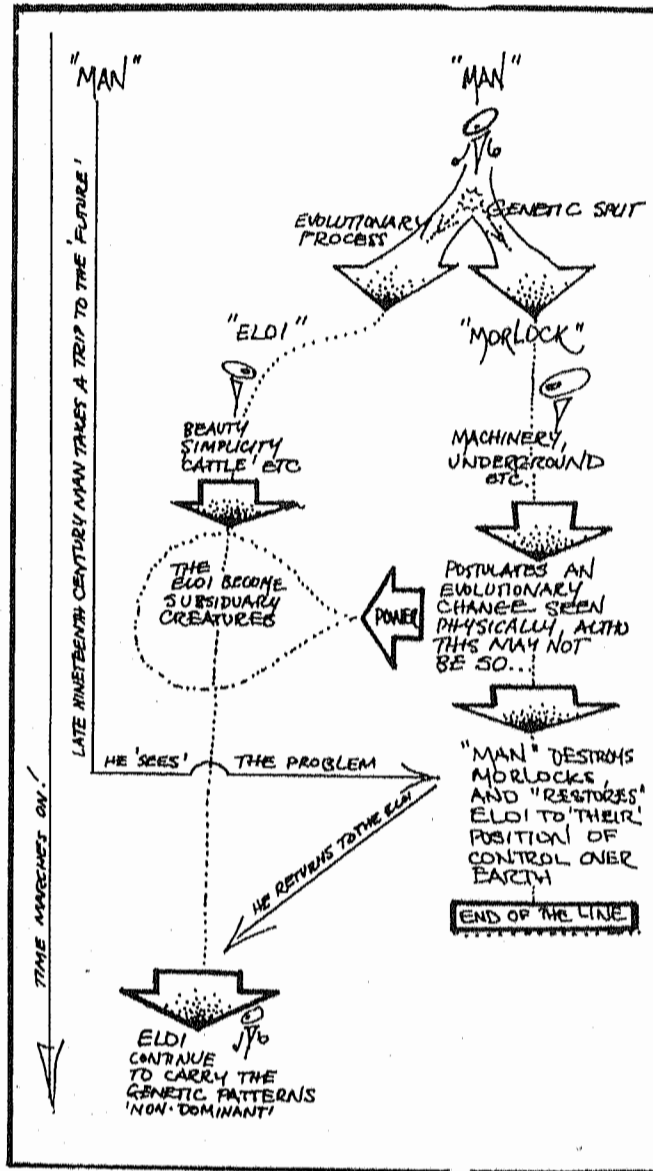 "MAN"
"MAN"
LATE NINETEENTH CENTURY MAN TAKES A TRIP TO THE 'FUTURE'
TIME MARCHES ON!
EVOLUTIONARY
PROCESS
GENETIC SPLIT
"ELOI"
"MORLOCK"
BEAUTY
SIMPLICITY
'CATTLE' ETC
MACHINERY,
UNDERGROUND
ETC.
THE
ELOI BECOME
SUBSIDUARY
CREATURES
POWER
POSTULATES AN
EVOLUTIONARY
CHANGE SEEN
PHYSICALLY, ALTHO
THIS MAY NOT
BE SO...
HE 'SEES' THE PROBLEM
"MAN" DESTROYS
MORLOCKS,
AND "RESTORES"
ELOI TO 'THEIR'
POSITION OF
CONTROL OVER
EARTH
HE RETURNS TO THE ELOI
END OF THE LINE
ELOI
CONTINUE
TO CARRY THE
GENETIC PATTERNS
'NON-DOMINANT'